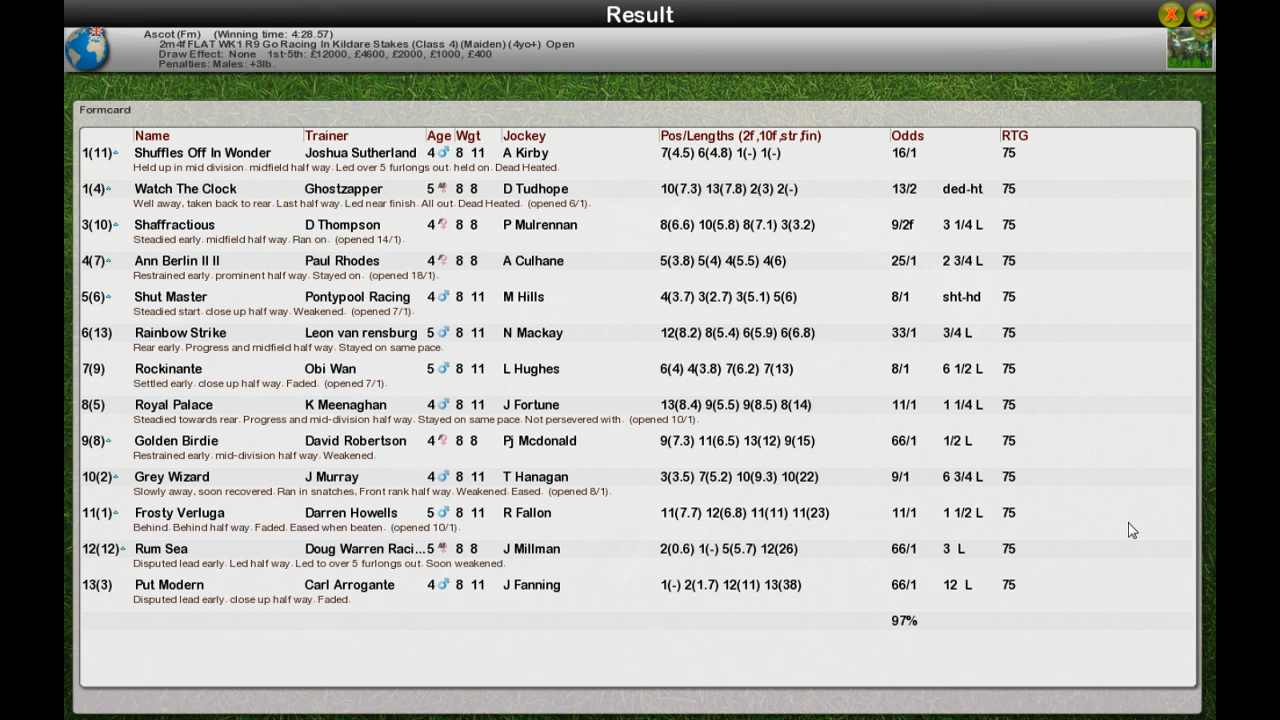 Result
Ascot (Fm) (Winning time: 4:28.57)
2m4f FLAT WK1 R9 Go Racing In Kildare Stakes (Class 4) (Maiden) (4yo+) Open
Draw Effect: None 1st-5th: £12000, £4600, £2000, £1000, £400
Penalties: Males: +3lb.
Formcard
Name Trainer Age Wgt Jockey Pos/Lengths (2f,10f,str,fin) Odds RTG
1(11) Shuffles Off In Wonder Joshua Sutherland 4 8 11 A Kirby 7(4.5) 6(4.8) 1(-) 1(-) 16/1 75
Held up in mid division. midfield half way. Led over 5 furlongs out. held on. Dead Heated.
1(4) Watch The Clock Ghostzapper 5 8 8 D Tudhope 10(7.3) 13(7.8) 2(3) 2(-) 13/2 ded-ht 75
Well away, taken back to rear. Last half way. Led near finish. All out. Dead Heated. (opened 6/1).
3(10) Shaffractious D Thompson 4 8 8 P Mulrennan 8(6.6) 10(5.8) 8(7.1) 3(3.2) 9/2f 3 1/4 L 75
Steadied early. midfield half way. Ran on. (opened 14/1).
4(7) Ann Berlin II II Paul Rhodes 4 8 8 A Culhane 5(3.8) 5(4) 4(5.5) 4(6) 25/1 2 3/4 L 75
Restrained early. prominent half way. Stayed on. (opened 18/1).
5(6) Shut Master Pontypool Racing 4 8 11 M Hills 4(3.7) 3(2.7) 3(5.1) 5(6) 8/1 sht-hd 75
Steadied start. close up half way. Weakened. (opened 7/1).
6(13) Rainbow Strike Leon van rensburg 5 8 11 N Mackay 12(8.2) 8(5.4) 6(5.9) 6(6.8) 33/1 3/4 L 75
Rear early. Progress and midfield half way. Stayed on same pace.
7(9) Rockinante Obi Wan 5 8 11 L Hughes 6(4) 4(3.8) 7(6.2) 7(13) 8/1 6 1/2 L 75
Settled early. close up half way. Faded. (opened 7/1).
8(5) Royal Palace K Meenaghan 4 8 11 J Fortune 13(8.4) 9(5.5) 9(8.5) 8(14) 11/1 1 1/4 L 75
Steadied towards rear. Progress and mid-division half way. Stayed on same pace. Not persevered with. (opened 10/1).
9(8) Golden Birdie David Robertson 4 8 8 Pj Mcdonald 9(7.3) 11(6.5) 13(12) 9(15) 66/1 1/2 L 75
Restrained early. mid-division half way. Weakened.
10(2) Grey Wizard J Murray 4 8 11 T Hanagan 3(3.5) 7(5.2) 10(9.3) 10(22) 9/1 6 3/4 L 75
Slowly away, soon recovered. Ran in snatches, Front rank half way. Weakened. Eased. (opened 8/1).
11(1) Frosty Verluga Darren Howells 5 8 11 R Fallon 11(7.7) 12(6.8) 11(11) 11(23) 11/1 1 1/2 L 75
Behind. Behind half way. Faded. Eased when beaten. (opened 10/1).
12(12) Rum Sea Doug Warren Raci... 5 8 8 J Millman 2(0.6) 1(-) 5(5.7) 12(26) 66/1 3 L 75
Disputed lead early. Led half way. Led to over 5 furlongs out. Soon weakened.
13(3) Put Modern Carl Arrogante 4 8 11 J Fanning 1(-) 2(1.7) 12(11) 13(38) 66/1 12 L 75
Disputed lead early. close up half way. Faded.
97%